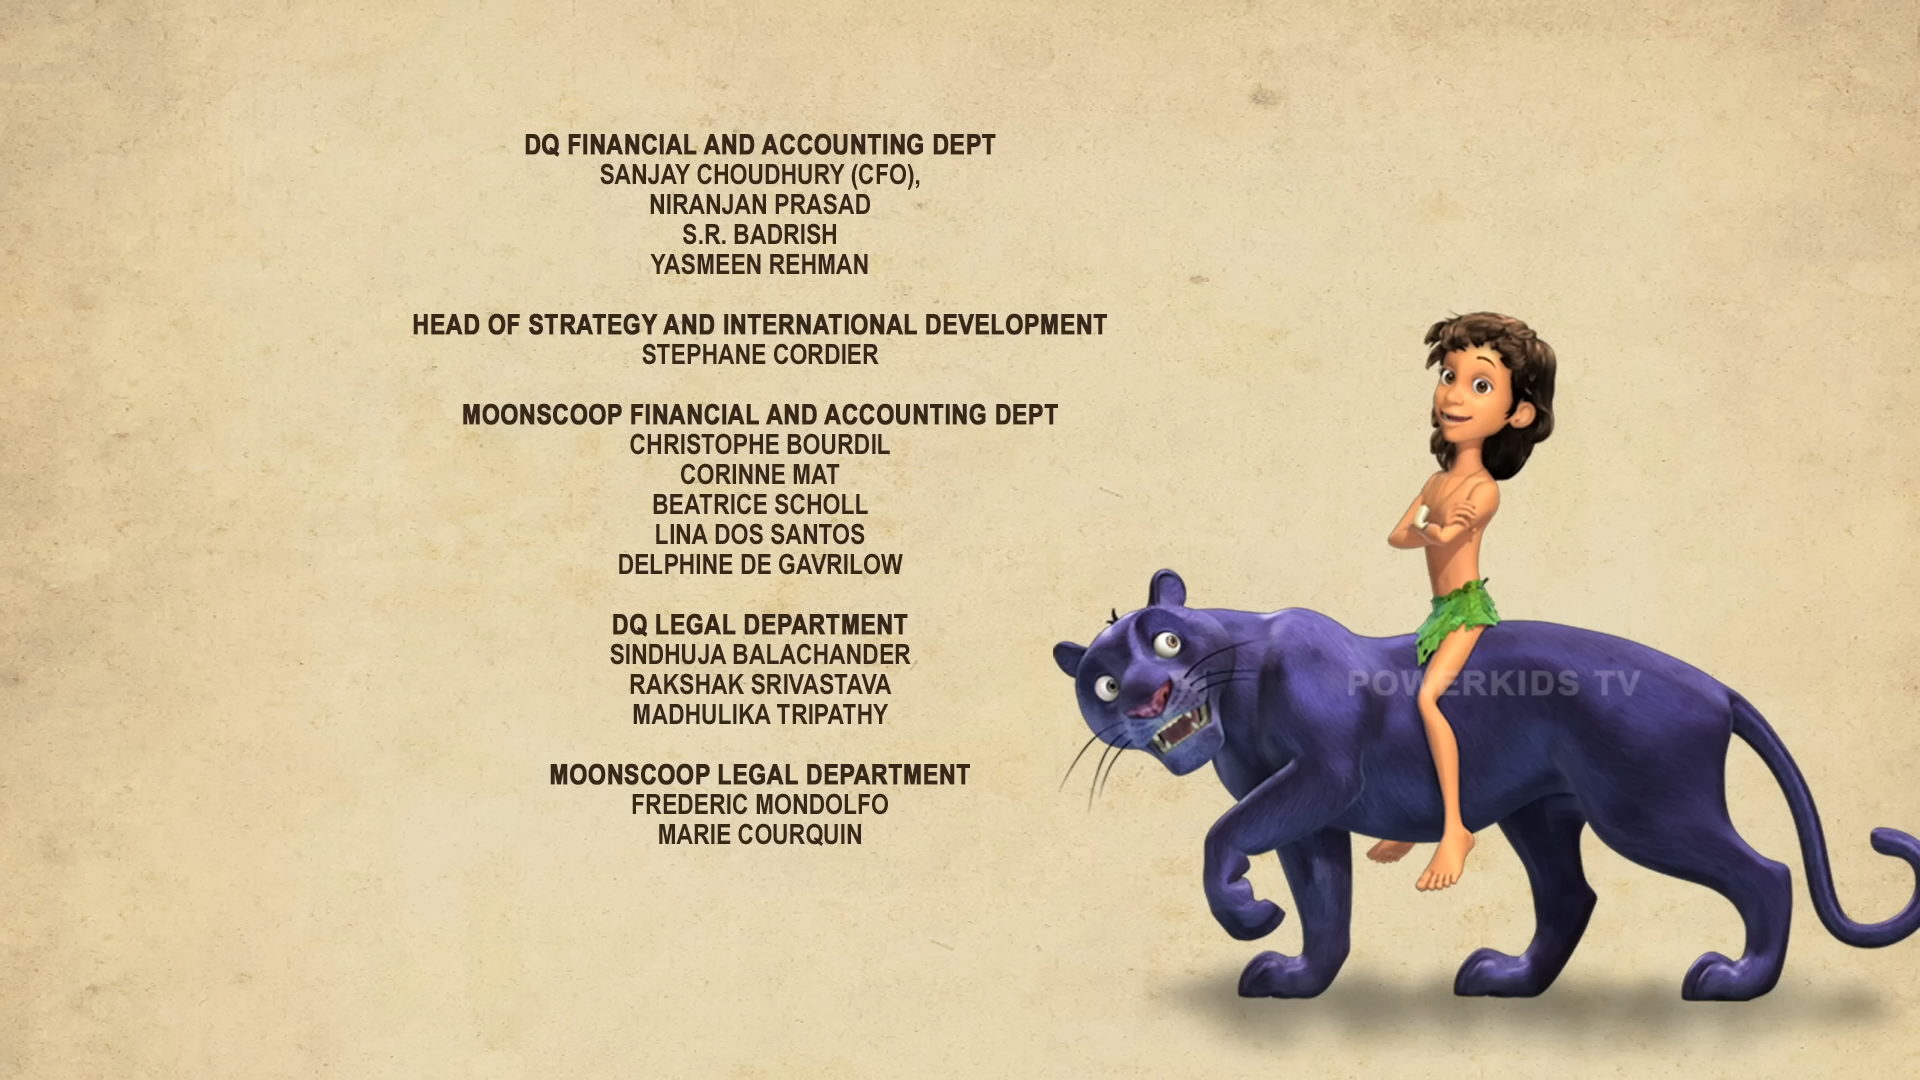 DQ FINANCIAL AND ACCOUNTING DEPT
SANJAY CHOUDHURY (CFO),
NIRANJAN PRASAD
S.R. BADRISH
YASMEEN REHMAN
HEAD OF STRATEGY AND INTERNATIONAL DEVELOPMENT
STEPHANE CORDIER
MOONSCOOP FINANCIAL AND ACCOUNTING DEPT
CHRISTOPHE BOURDIL
CORINNE MAT
BEATRICE SCHOLL
LINA DOS SANTOS
DELPHINE DE GAVRILOW
DQ LEGAL DEPARTMENT
SINDHUJA BALACHANDER
RAKSHAK SRIVASTAVA
MADHULIKA TRIPATHY
MOONSCOOP LEGAL DEPARTMENT
FREDERIC MONDOLFO
MARIE COURQUIN
POWERKIDS TV